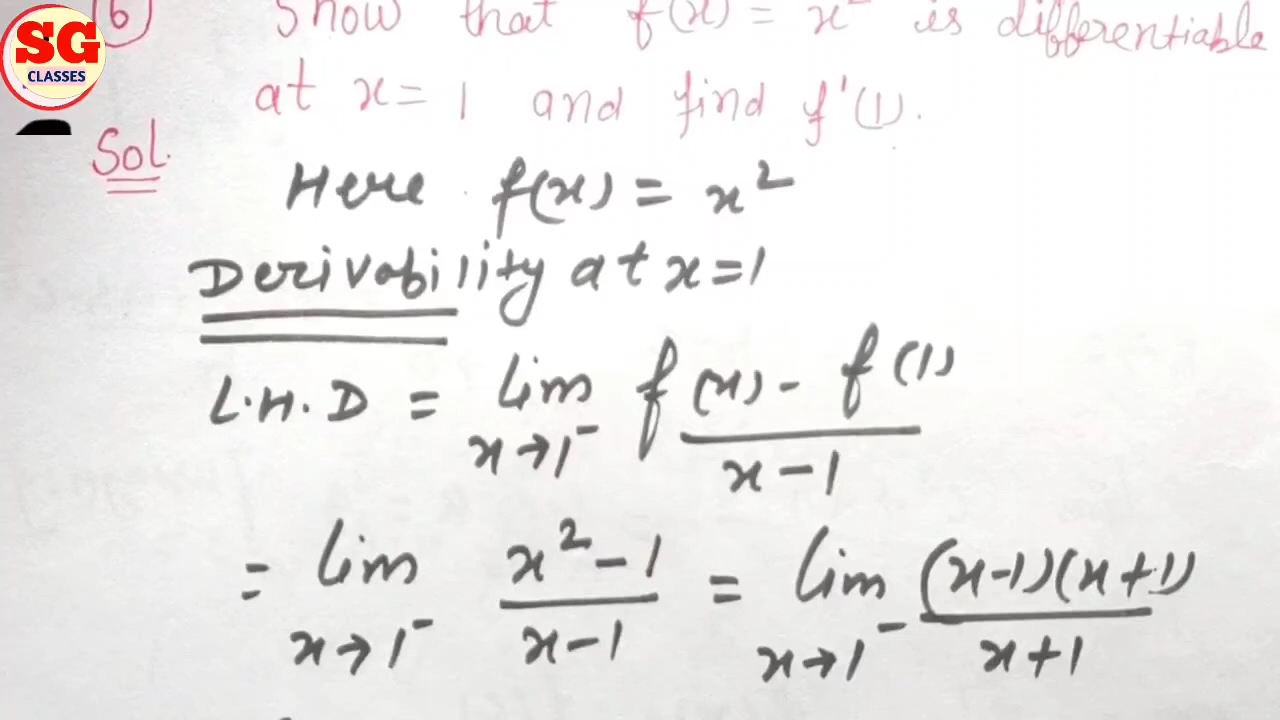 SG
CLASSES
(6) Show that f(x) = x² is differentiable
at x = 1 and find f'(1).
Sol.
Here f(x) = x²
Derivability at x=1
L.H.D = lim x→1⁻ f(x) - f(1) / x-1
= lim x→1⁻ x²-1 / x-1 = lim x→1⁻ (x-1)(x+1) / x+1